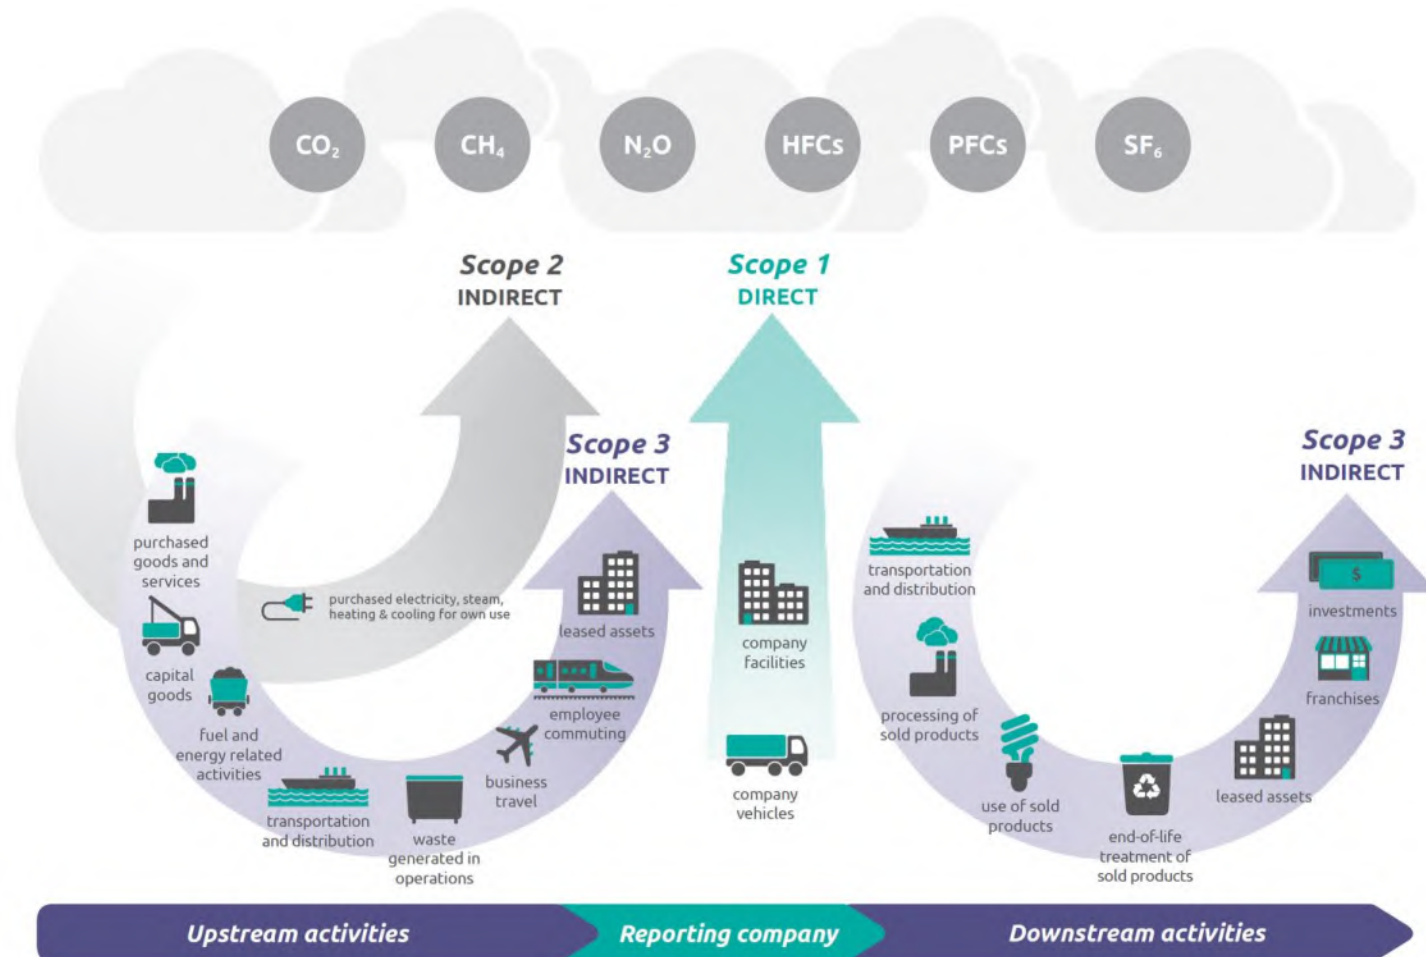 CO₂
CH₄
N₂O
HFCs
PFCs
SF₆
Scope 2
INDIRECT
Scope 1
DIRECT
Scope 3
INDIRECT
Scope 3
INDIRECT
purchased
goods and
services
capital
goods
fuel and
energy related
activities
transportation
and distribution
waste
generated in
operations
business
travel
employee
commuting
leased assets
purchased electricity, steam,
heating & cooling for own use
company
facilities
company
vehicles
transportation
and distribution
processing of
sold products
use of sold
products
end-of-life
treatment of
sold products
leased assets
franchises
investments
$
Upstream activities
Reporting company
Downstream activities